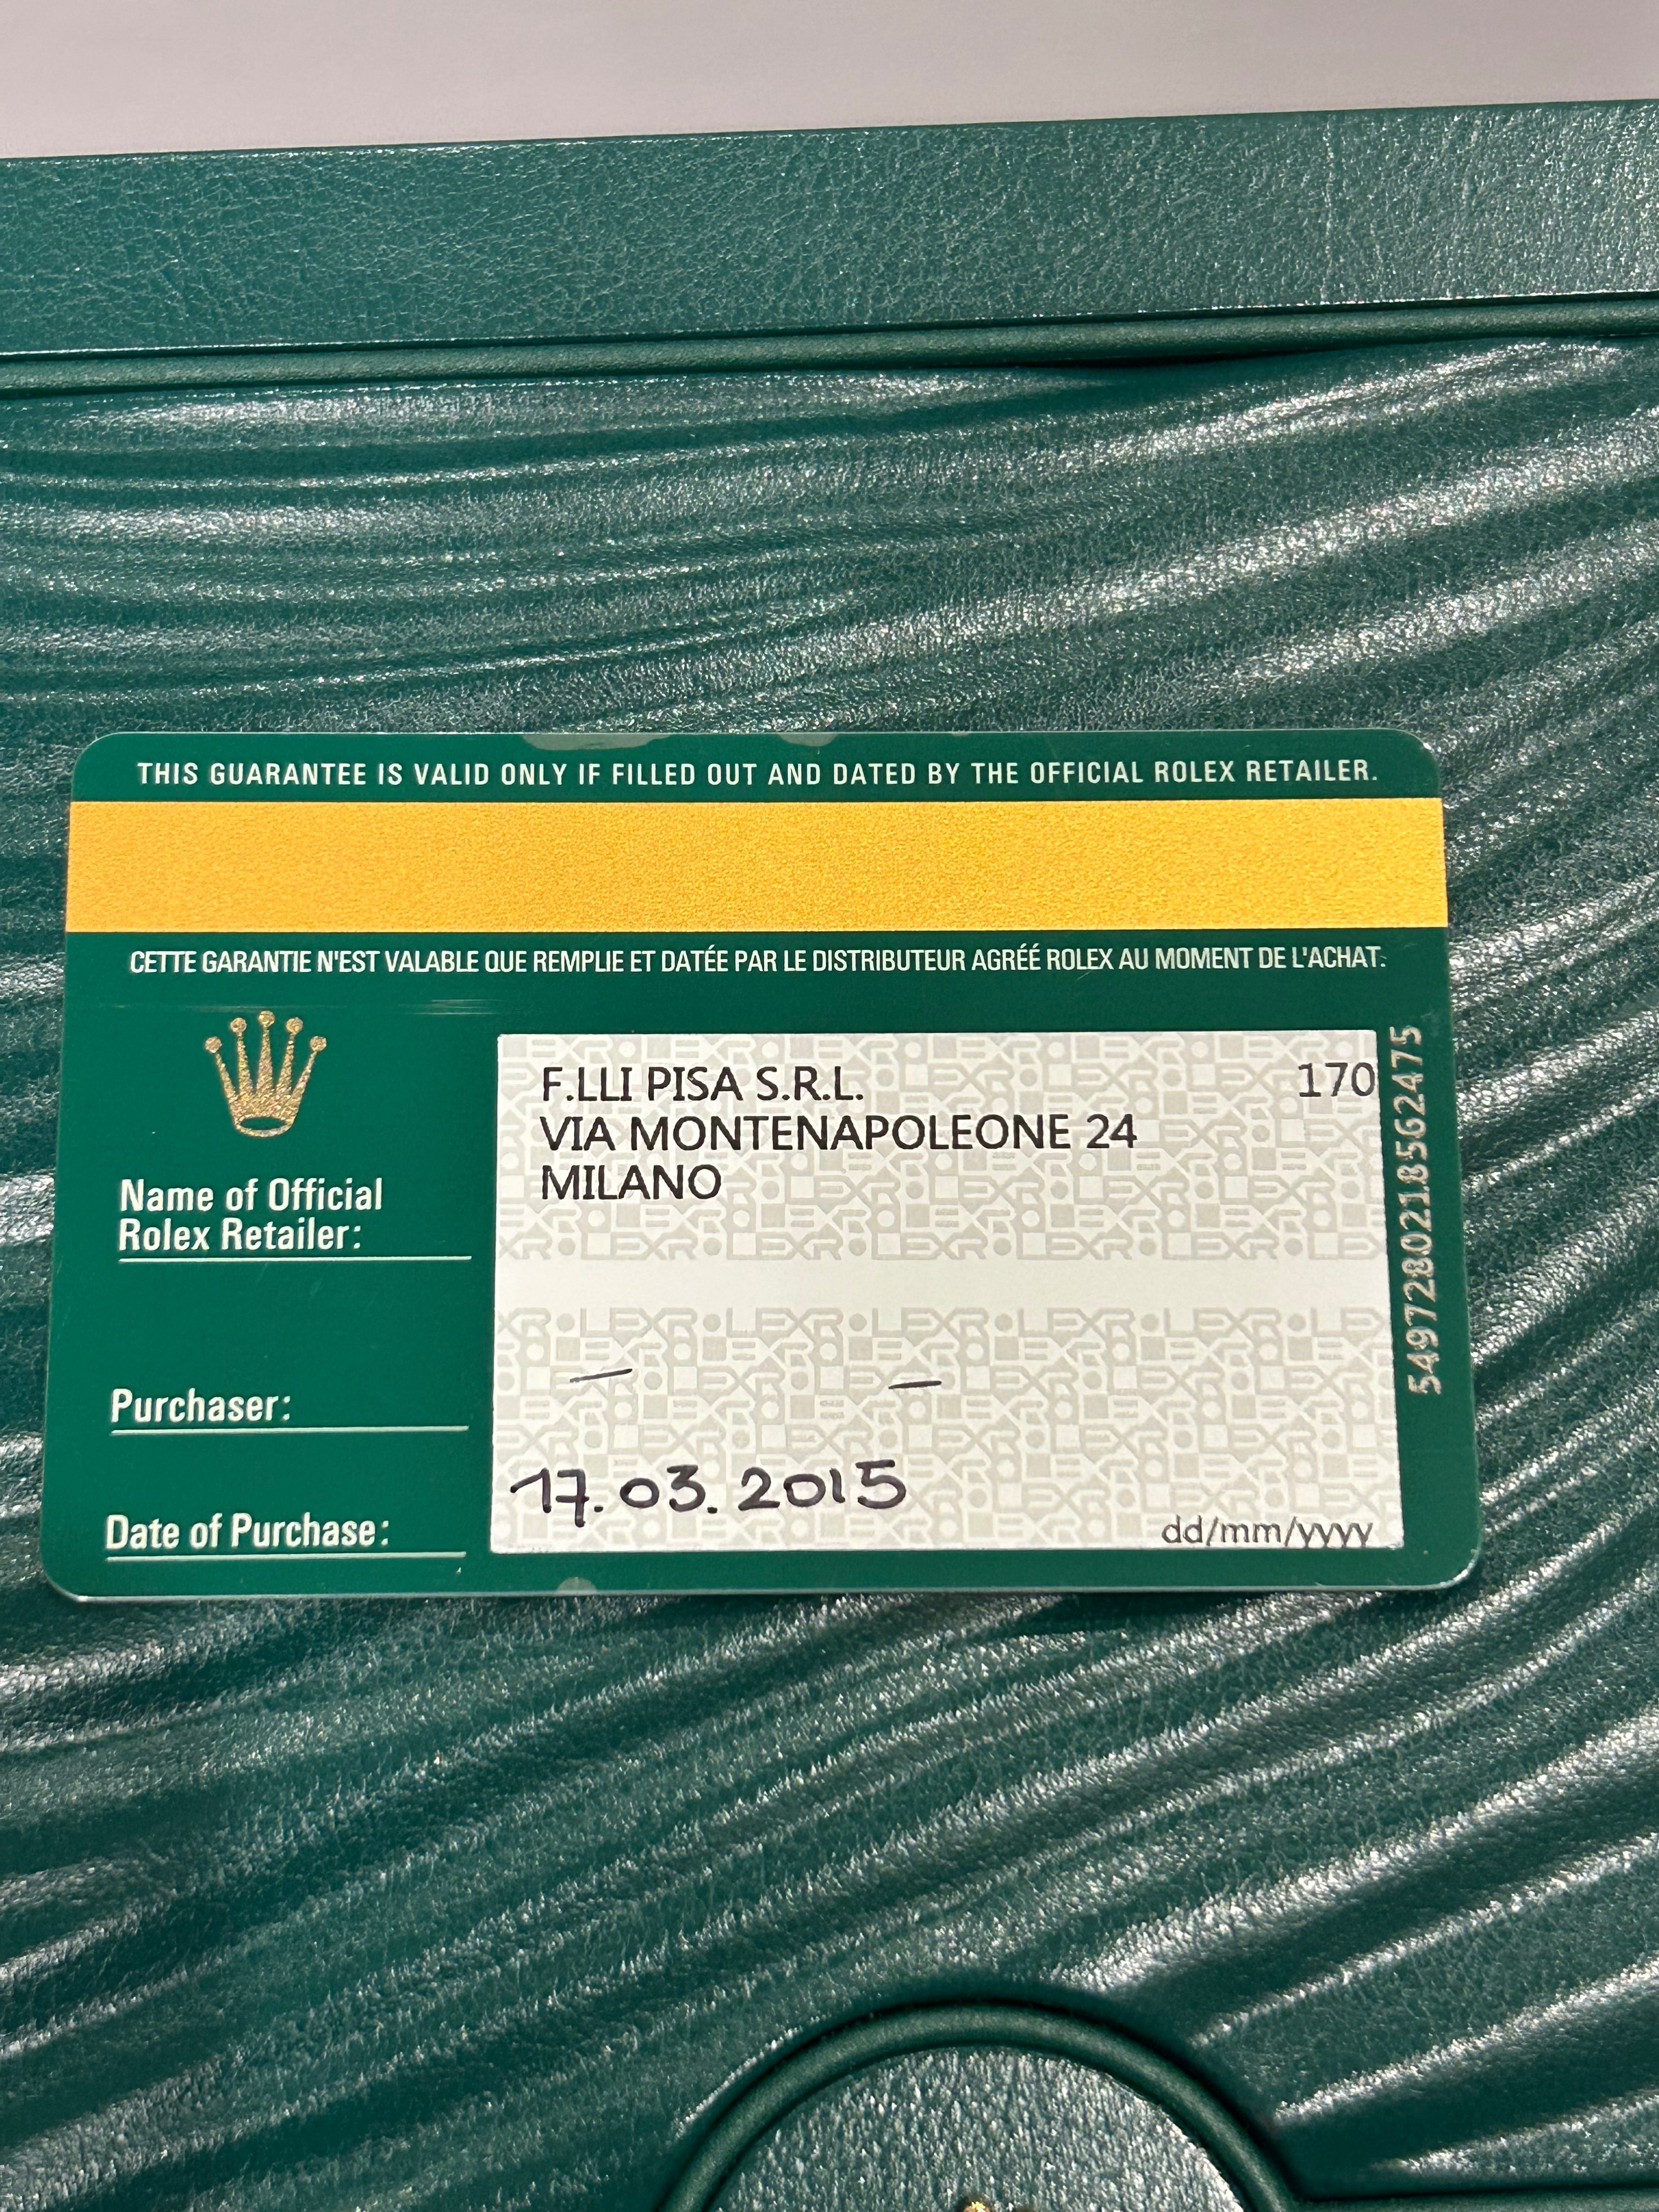 THIS GUARANTEE IS VALID ONLY IF FILLED OUT AND DATED BY THE OFFICIAL ROLEX RETAILER.
CETTE GARANTIE N'EST VALABLE QUE REMPLIE ET DATÉE PAR LE DISTRIBUTEUR AGRÉÉ ROLEX AU MOMENT DE L'ACHAT.
Name of Official
Rolex Retailer:
F.LLI PISA S.R.L. 170
VIA MONTENAPOLEONE 24
MILANO
Purchaser: — —
Date of Purchase: 17.03.2015
dd/mm/yyyy
54977280218562475